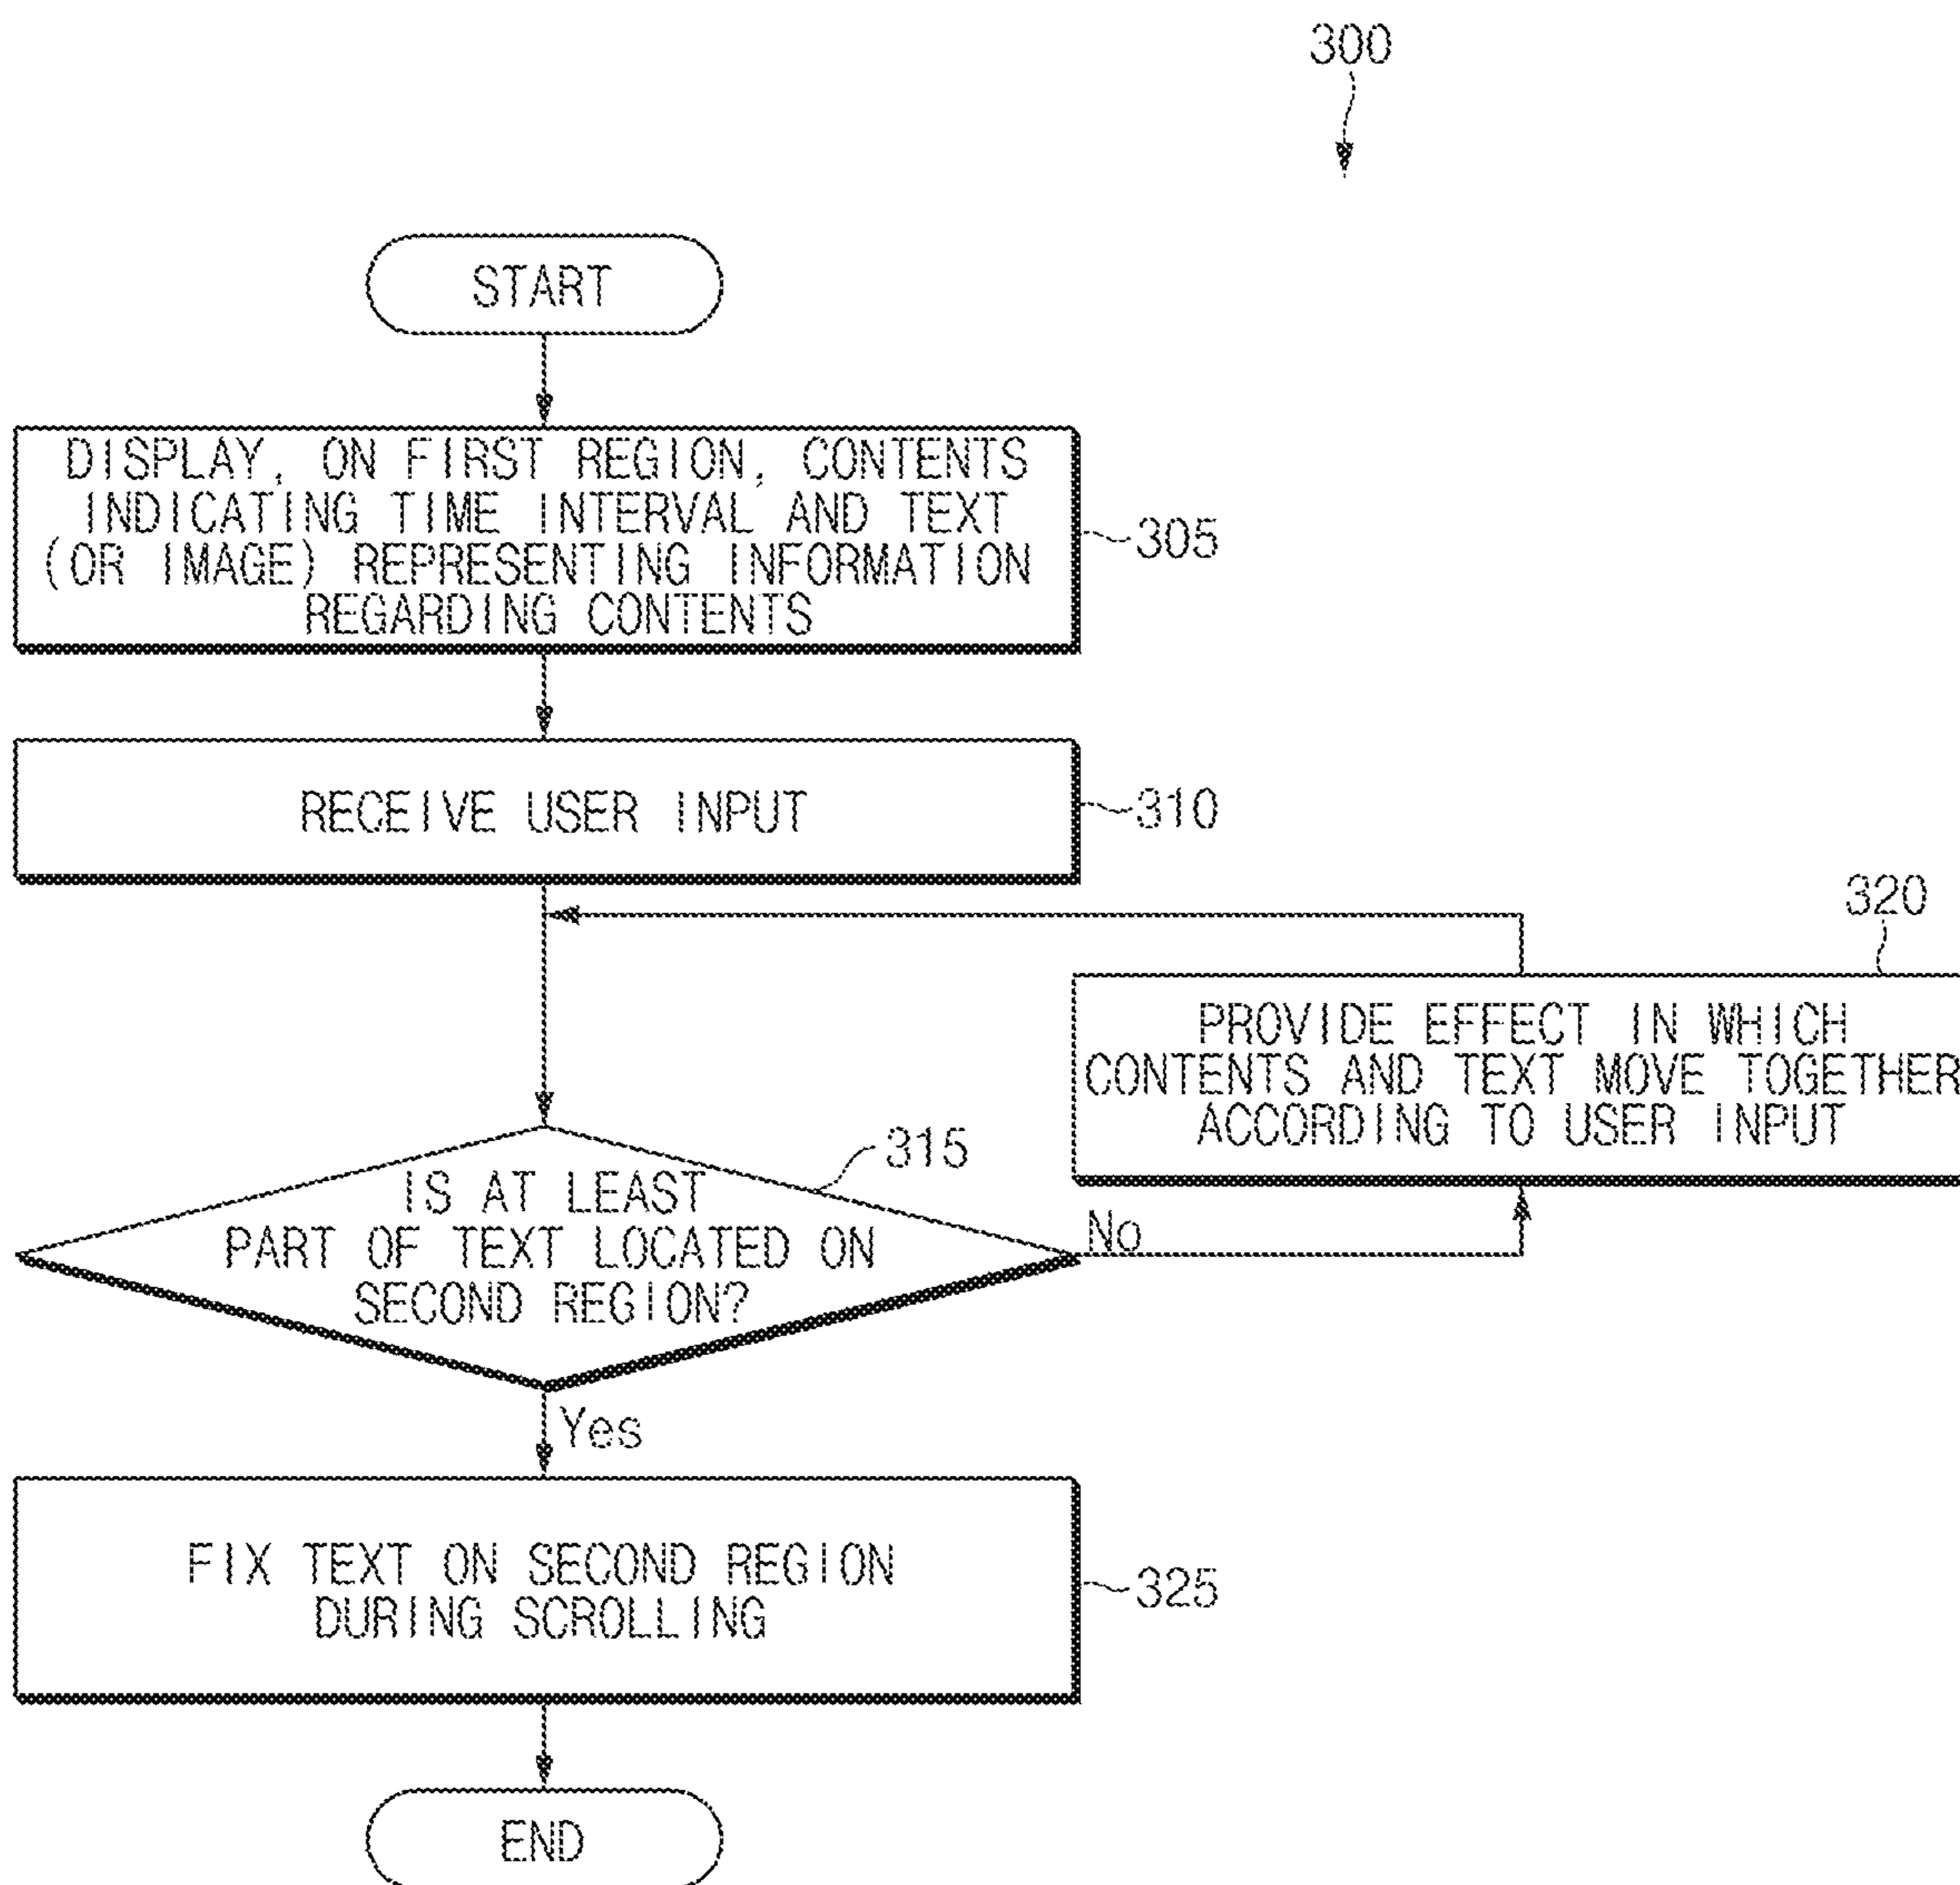 300
START
DISPLAY, ON FIRST REGION, CONTENTS
INDICATING TIME INTERVAL AND TEXT
(OR IMAGE) REPRESENTING INFORMATION
REGARDING CONTENTS
305
RECEIVE USER INPUT
310
320
PROVIDE EFFECT IN WHICH
CONTENTS AND TEXT MOVE TOGETHER
ACCORDING TO USER INPUT
315
IS AT LEAST
PART OF TEXT LOCATED ON
SECOND REGION?
No
Yes
FIX TEXT ON SECOND REGION
DURING SCROLLING
325
END